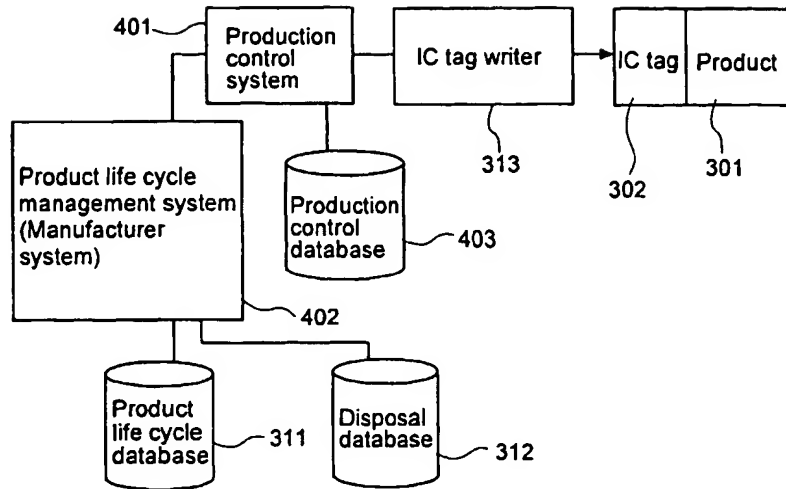 401
Production
control
system
IC tag writer
IC tag
Product
313
302
301
Product life cycle
management system
(Manufacturer
system)
Production
control
database
403
402
Product
life cycle
database
311
Disposal
database
312